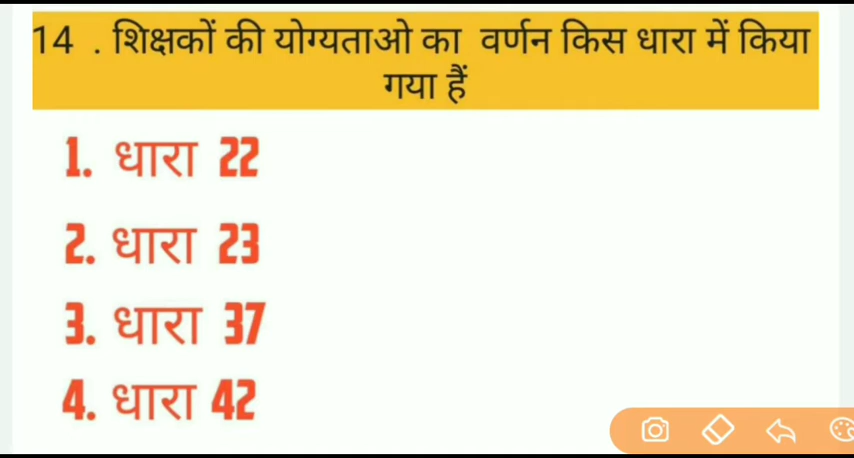 14 . शिक्षकों की योग्यताओ का वर्णन किस धारा में किया
गया हैं
1. धारा 22
2. धारा 23
3. धारा 37
4. धारा 42